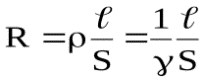 R = ρ ℓ/S = 1/γ ℓ/S